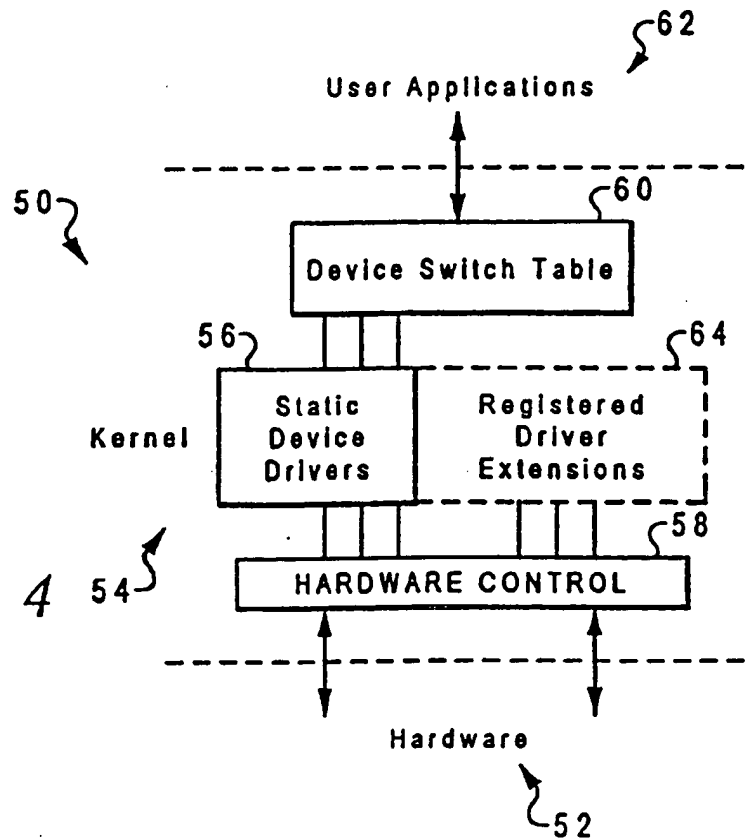 62
User Applications
50
60
Device Switch Table
56
64
Static
Device
Drivers
Registered
Driver
Extensions
Kernel
58
HARDWARE CONTROL
4
54
Hardware
52